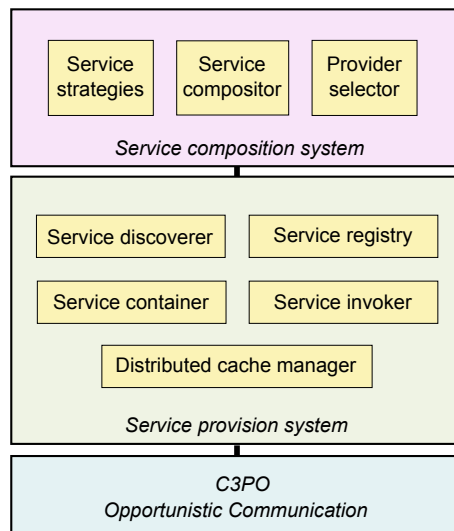 Service
strategies
Service
compositor
Provider
selector
Service composition system
Service discoverer
Service registry
Service container
Service invoker
Distributed cache manager
Service provision system
C3PO
Opportunistic Communication